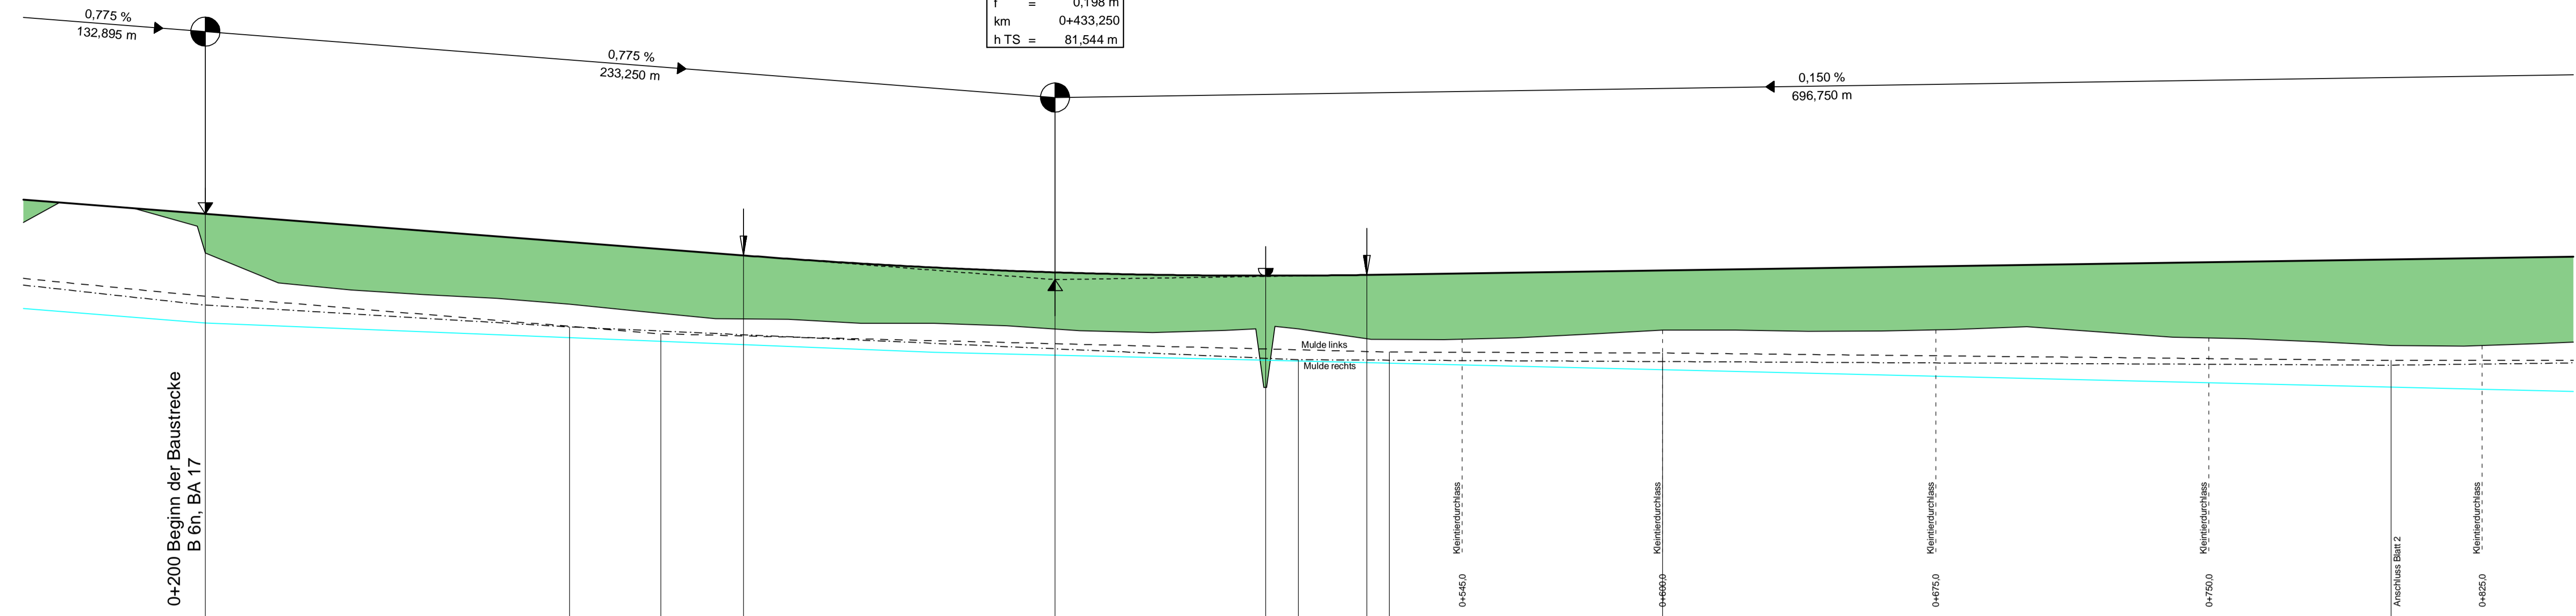 f = 0,198 m
km 0+433,250
h TS = 81,544 m
0,775 %
132,895 m
0,775 %
233,250 m
0,150 %
696,750 m
Mulde links
Mulde rechts
0+200 Beginn der Baustrecke
B 6n, BA 17
Kleintierdurchlass
0+545,0
Kleintierdurchlass
0+600,0
Kleintierdurchlass
0+675,0
Kleintierdurchlass
0+750,0
Anschluss Blatt 2
Kleintierdurchlass
0+825,0